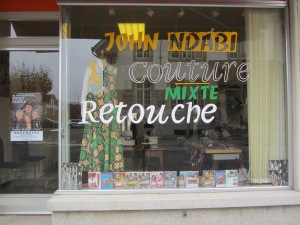 JOHN NDABI
Couture
MIXTE
Retouche